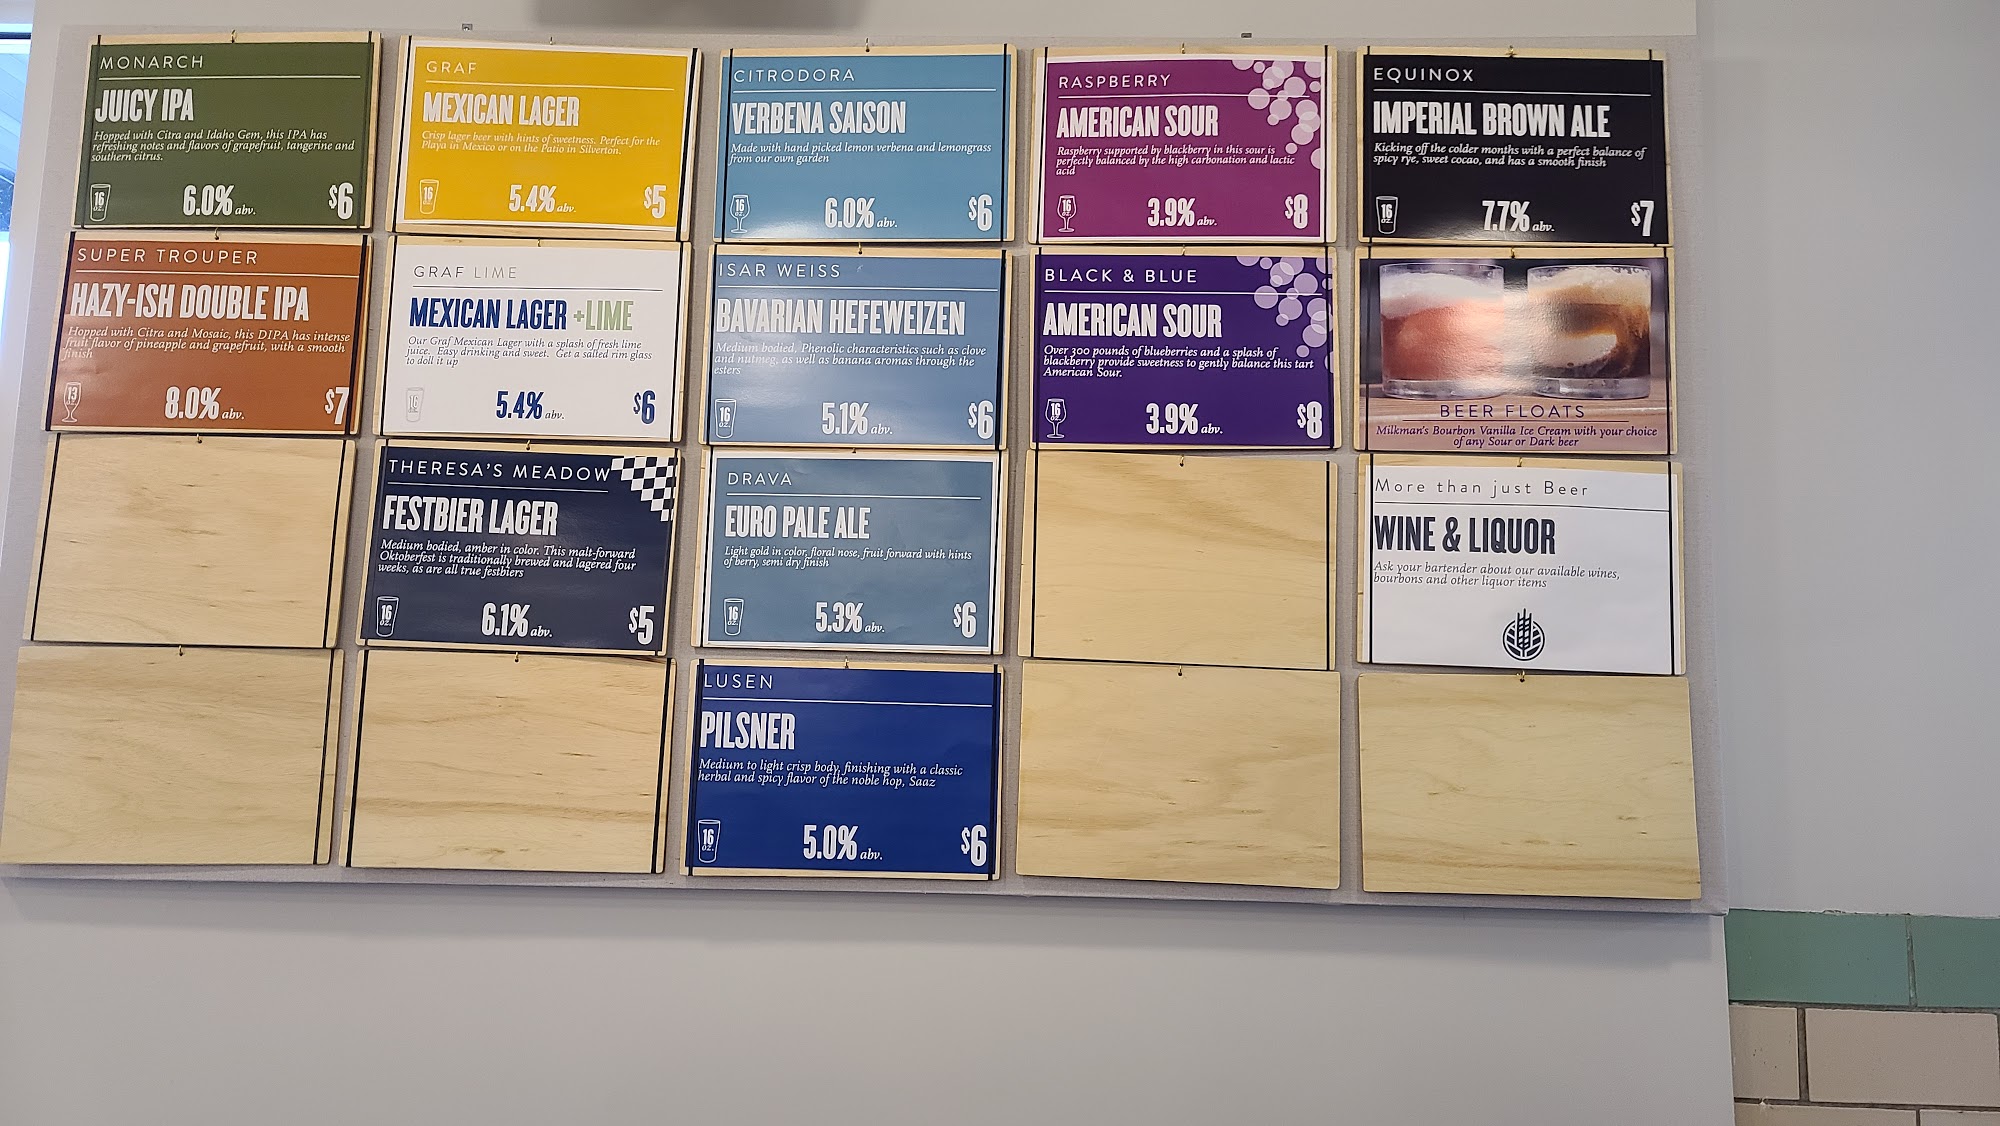 MONARCH
JUICY IPA
Hopped with Citra and Idaho Gem, this IPA has
refreshing notes and flavors of grapefruit, tangerine and
southern citrus.
16
oz.
6.0% abv.
$6
GRAF
MEXICAN LAGER
Crisp lager beer with hints of sweetness. Perfect for the
Playa in Mexico or on the Patio in Silverton.
16
oz.
5.4% abv.
$5
CITRODORA
VERBENA SAISON
Made with hand picked lemon verbena and lemongrass
from our own garden
16
oz.
6.0% abv.
$6
RASPBERRY
AMERICAN SOUR
Raspberry supported by blackberry in this sour is
perfectly balanced by the high carbonation and lactic
acid
16
oz.
3.9% abv.
$8
EQUINOX
IMPERIAL BROWN ALE
Kicking off the colder months with a perfect balance of
spicy rye, sweet cocao, and has a smooth finish
16
oz.
7.7% abv.
$7
SUPER TROUPER
HAZY-ISH DOUBLE IPA
Hopped with Citra and Mosaic, this DIPA has intense
fruit flavor of pineapple and grapefruit, with a smooth
finish
13
oz.
8.0% abv.
$7
GRAF LIME
MEXICAN LAGER +LIME
Our Graf Mexican Lager with a splash of fresh lime
juice. Easy drinking and sweet. Get a salted rim glass
to doll it up
16
oz.
5.4% abv.
$6
ISAR WEISS
BAVARIAN HEFEWEIZEN
Medium bodied, Phenolic characteristics such as clove
and nutmeg, as well as banana aromas through the
esters
16
oz.
5.1% abv.
$6
BLACK & BLUE
AMERICAN SOUR
Over 300 pounds of blueberries and a splash of
blackberry provide sweetness to gently balance this tart
American Sour.
16
oz.
3.9% abv.
$8
BEER FLOATS
Milkman's Bourbon Vanilla Ice Cream with your choice
of any Sour or Dark beer
THERESA'S MEADOW
FESTBIER LAGER
Medium bodied, amber in color. This malt-forward
Oktoberfest is traditionally brewed and lagered four
weeks, as are all true festbiers
16
oz.
6.1% abv.
$5
DRAVA
EURO PALE ALE
Light gold in color, floral nose, fruit forward with hints
of berry, semi dry finish
16
oz.
5.3% abv.
$6
More than just Beer
WINE & LIQUOR
Ask your bartender about our available wines,
bourbons and other liquor items
LUSEN
PILSNER
Medium to light crisp body, finishing with a classic
herbal and spicy flavor of the noble hop, Saaz
16
oz.
5.0% abv.
$6